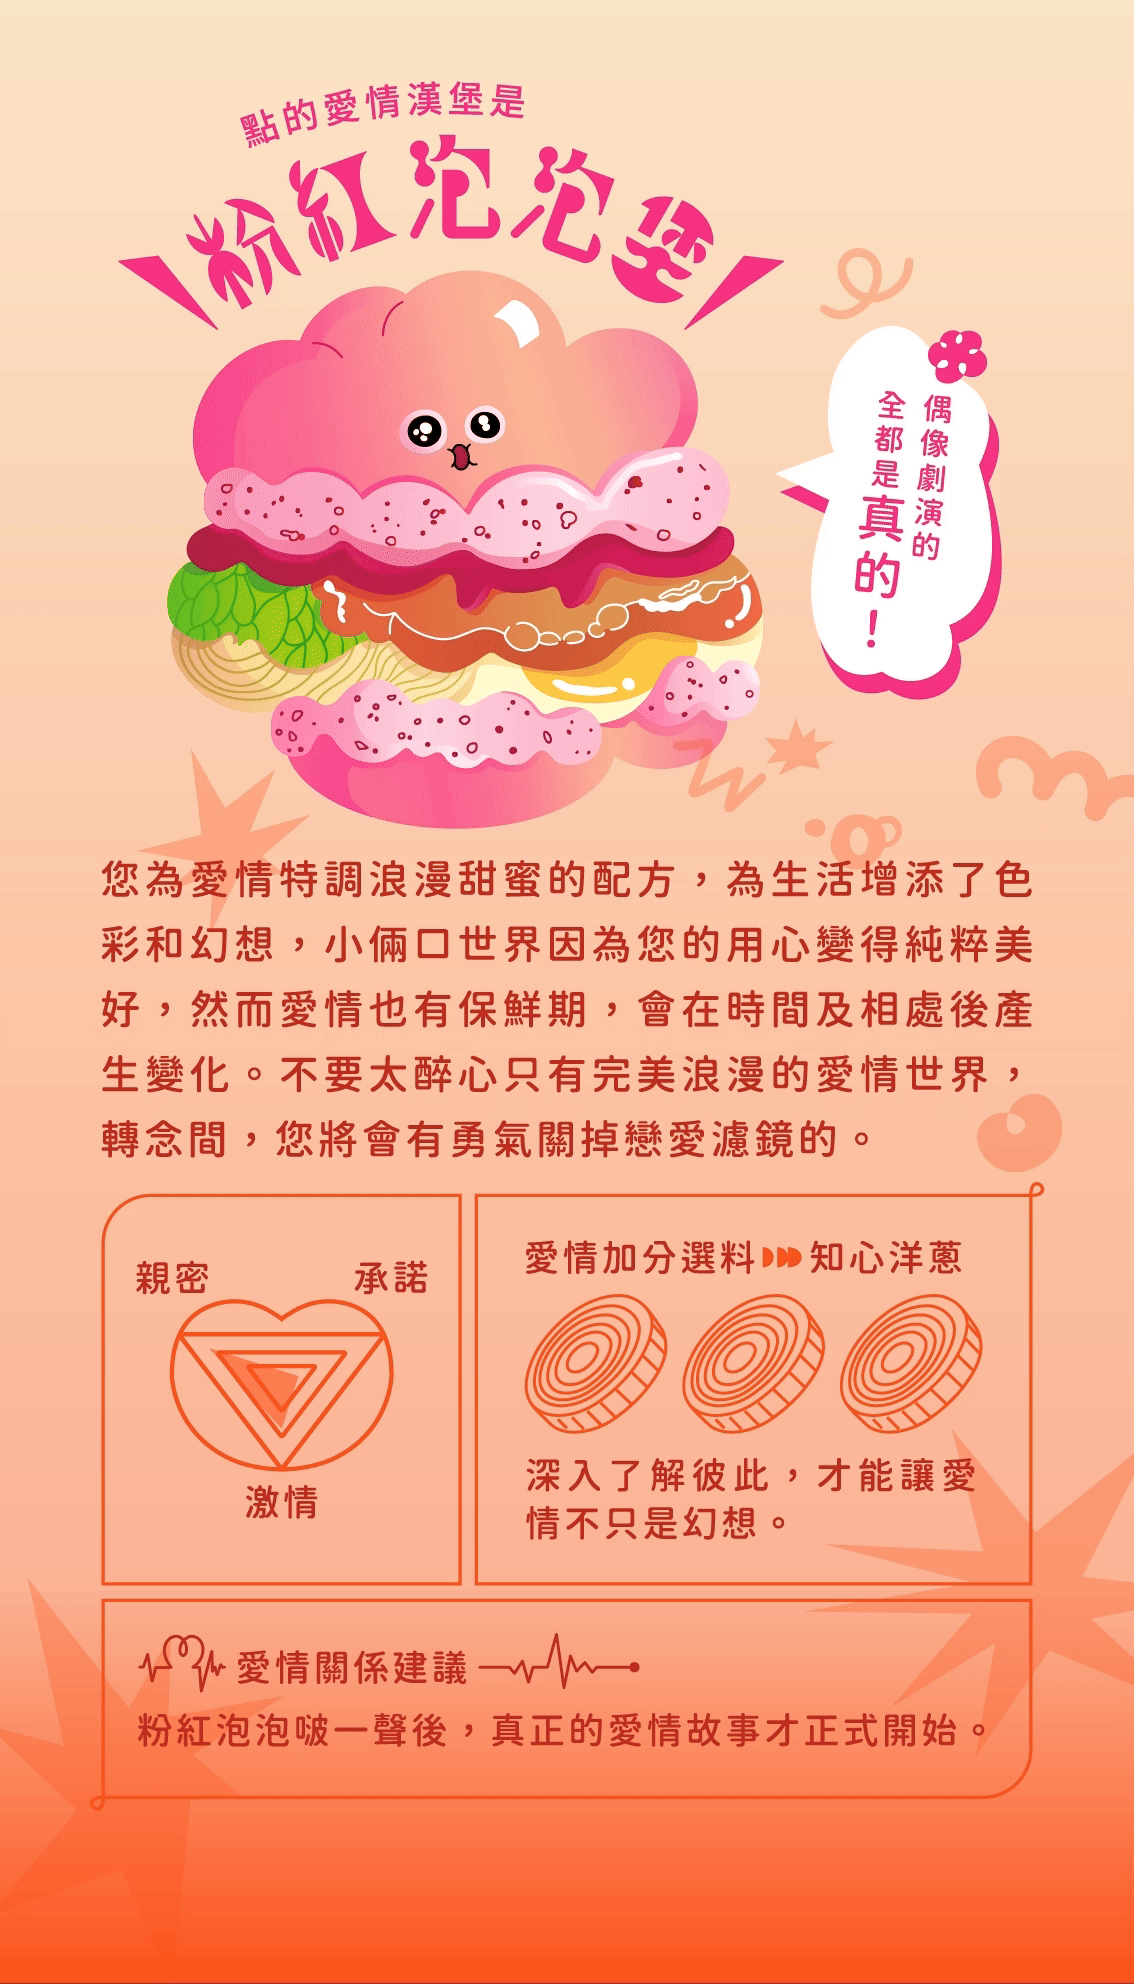 點的愛情漢堡是
粉紅泡泡堡
偶像劇演的
全都是真的！
您為愛情特調浪漫甜蜜的配方，為生活增添了色
彩和幻想，小倆口世界因為您的用心變得純粹美
好，然而愛情也有保鮮期，會在時間及相處後產
生變化。不要太醉心只有完美浪漫的愛情世界，
轉念間，您將會有勇氣關掉戀愛濾鏡的。
親密
承諾
激情
愛情加分選料
知心洋蔥
深入了解彼此，才能讓愛
情不只是幻想。
愛情關係建議
粉紅泡泡啵一聲後，真正的愛情故事才正式開始。